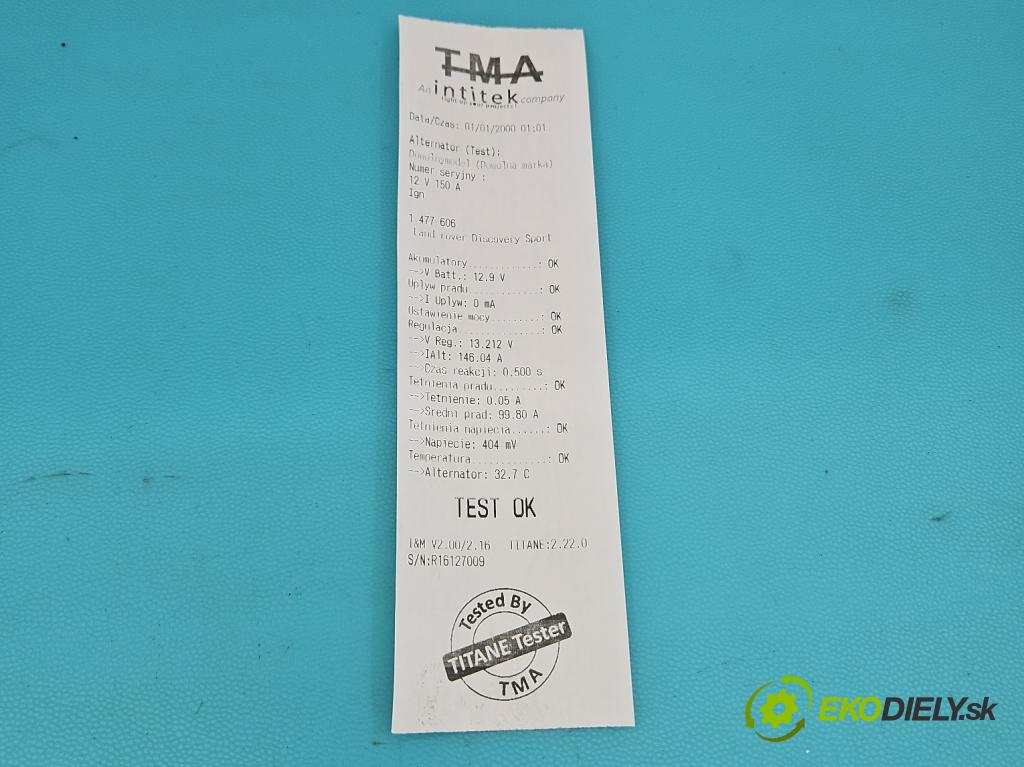 TMA
An intitek company
light up your projects!
Data/Czas: 01/01/2000 01:01
Alternator (Test):
Dowolnymodel (Dowolna marka)
Numer seryjny :
12 V 150 A
Ign
1 477 606
Land rover Discovery Sport
Akumulatory............: OK
-->V Batt.: 12.9 V
Uplyw pradu............: OK
-->I Uplyw: 0 mA
Ustawienie mocy........: OK
Regulacja..............: OK
-->V Reg.: 13.212 V
-->IAlt: 146.04 A
-->Czas reakcji: 0.500 s
Tetnienia pradu........: OK
-->Tetnienie: 0.05 A
-->Sredni prad: 99.80 A
Tetnienia napiecia.....: OK
-->Napiecie: 404 mV
Temperatura............: OK
-->Alternator: 32.7 C
TEST OK
I&M V2.00/2.16 TITANE:2.22.0
S/N:R16127009
Tested By
TITANE Tester
TMA
EKODIELY.sk